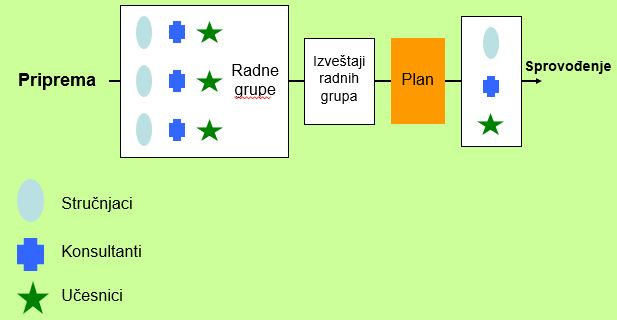 Priprema
Radne
grupe
Izveštaji
radnih
grupa
Plan
Sprovođenje
Stručnjaci
Konsultanti
Učesnici